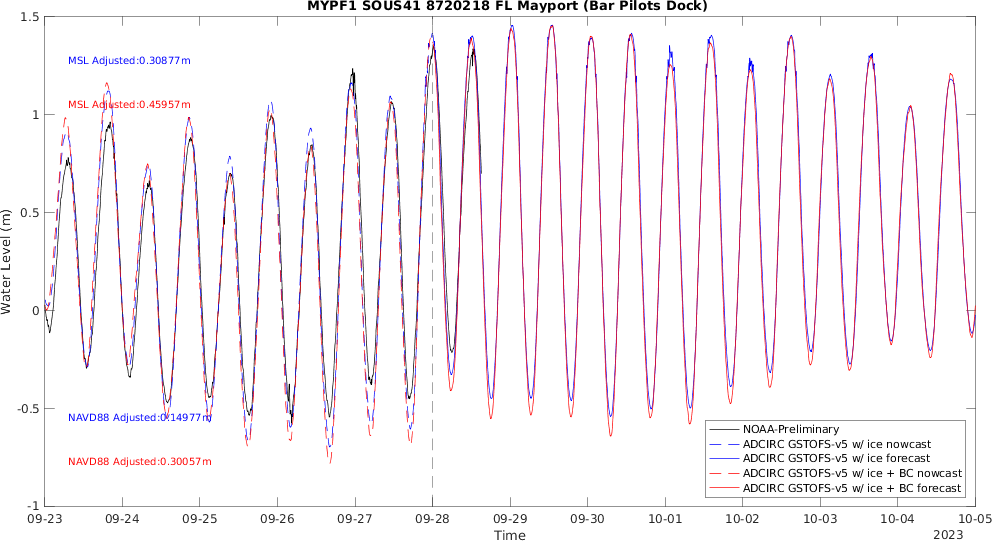 MYPF1 SOUS41 8720218 FL Mayport (Bar Pilots Dock)
1.5
MSL Adjusted:0.30877m
MSL Adjusted:0.45957m
1
0.5
Water Level (m)
0
-0.5
NAVD88 Adjusted:0.14977m
NAVD88 Adjusted:0.30057m
NOAA-Preliminary
ADCIRC GSTOFS-v5 w/ ice nowcast
ADCIRC GSTOFS-v5 w/ ice forecast
ADCIRC GSTOFS-v5 w/ ice + BC nowcast
ADCIRC GSTOFS-v5 w/ ice + BC forecast
-1
09-23 09-24 09-25 09-26 09-27 09-28 09-29 09-30 10-01 10-02 10-03 10-04 10-05
Time
2023